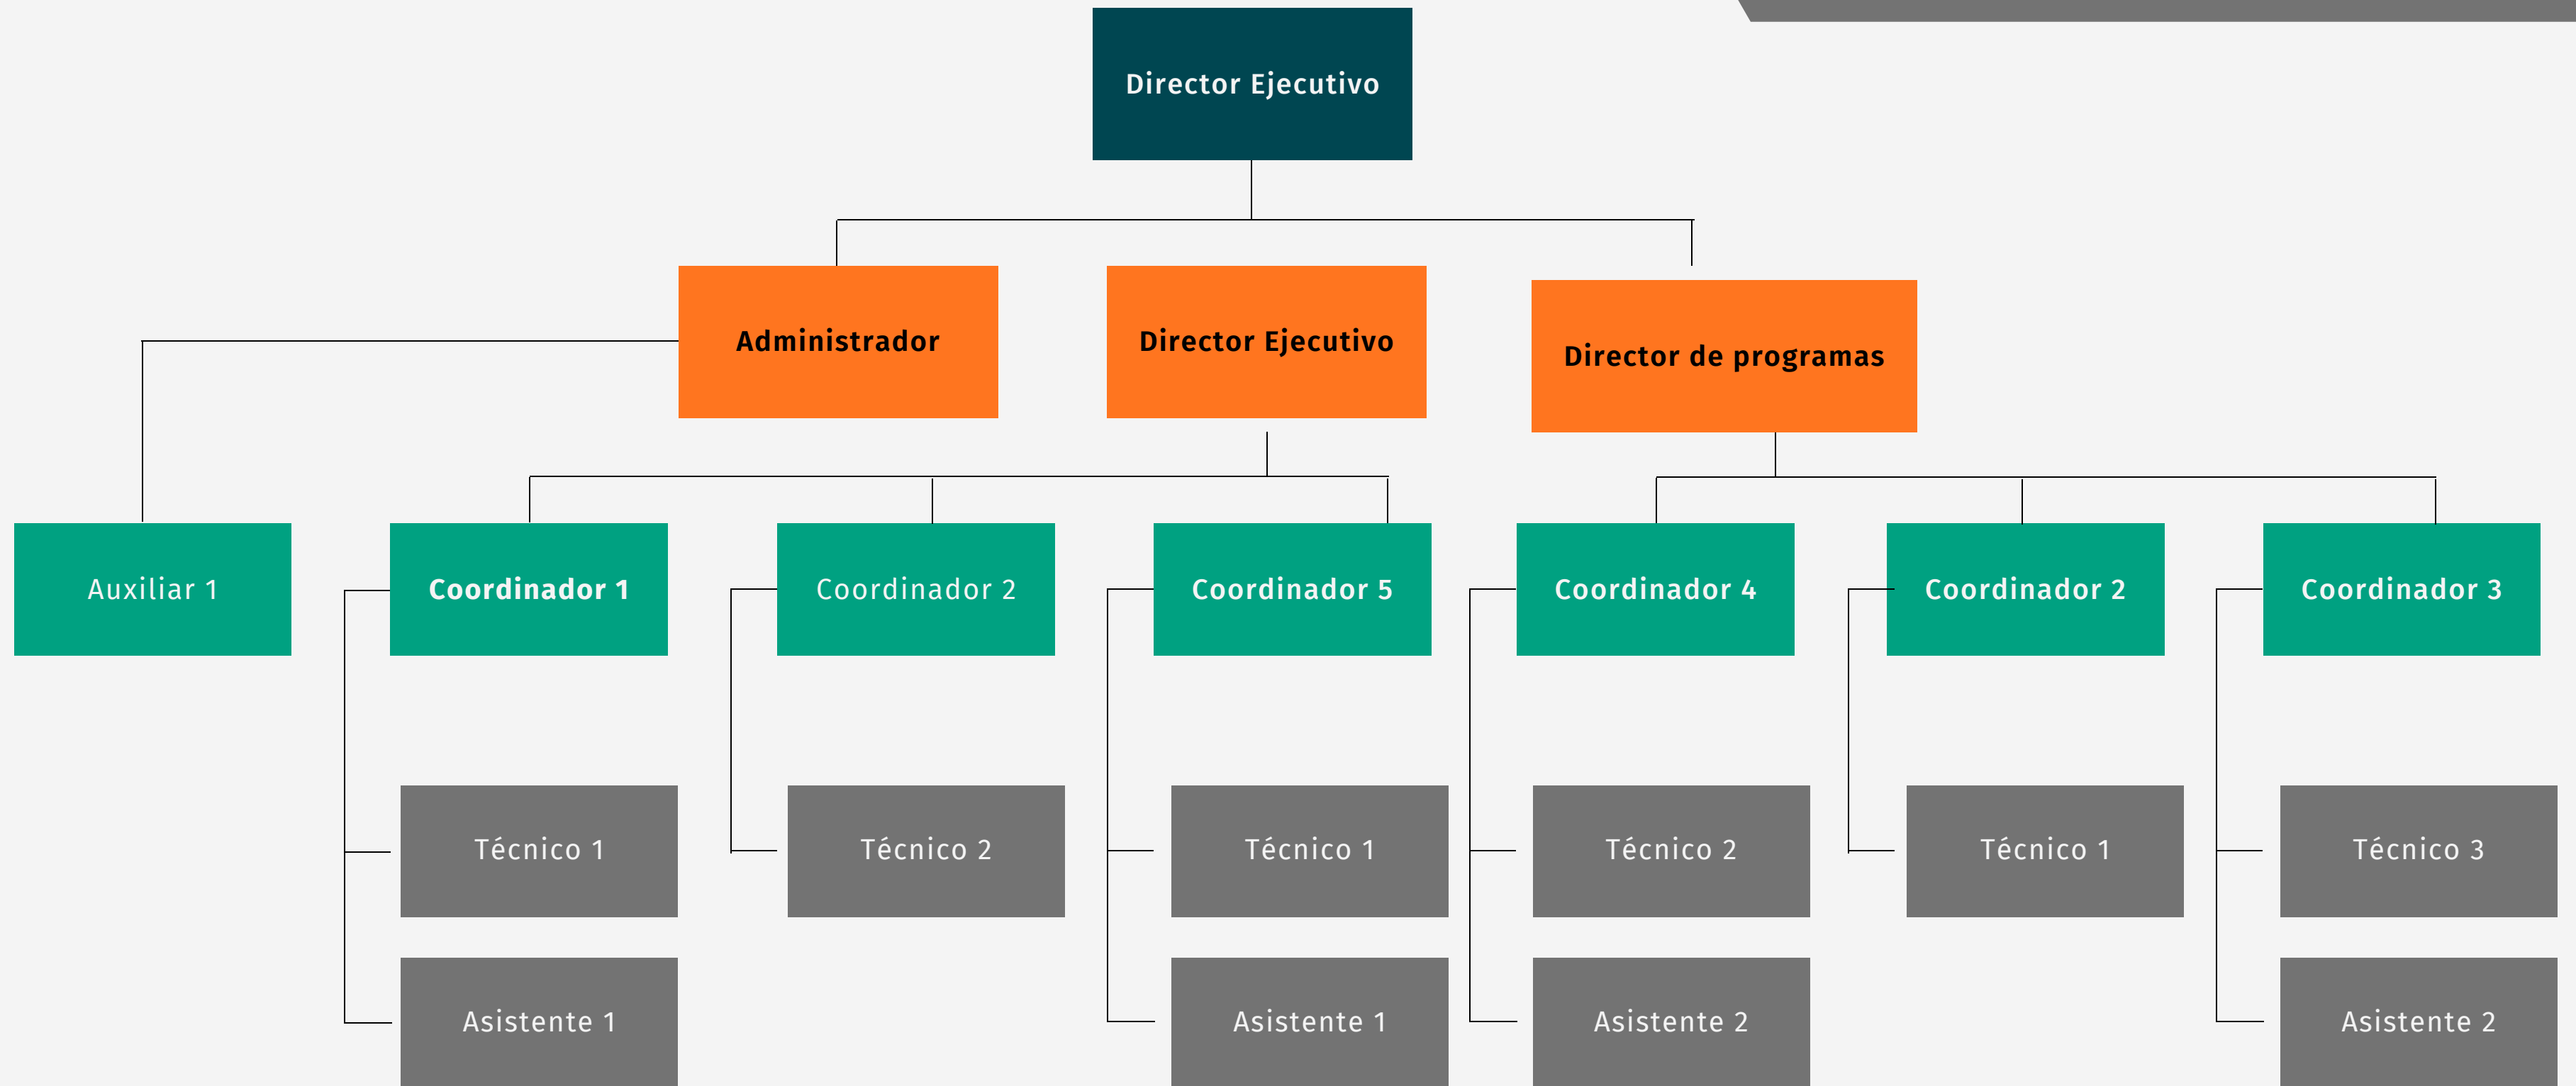 Director Ejecutivo
Administrador
Director Ejecutivo
Director de programas
Auxiliar 1
Coordinador 1
Coordinador 2
Coordinador 5
Coordinador 4
Coordinador 2
Coordinador 3
Técnico 1
Técnico 2
Técnico 1
Técnico 2
Técnico 1
Técnico 3
Asistente 1
Asistente 1
Asistente 2
Asistente 2